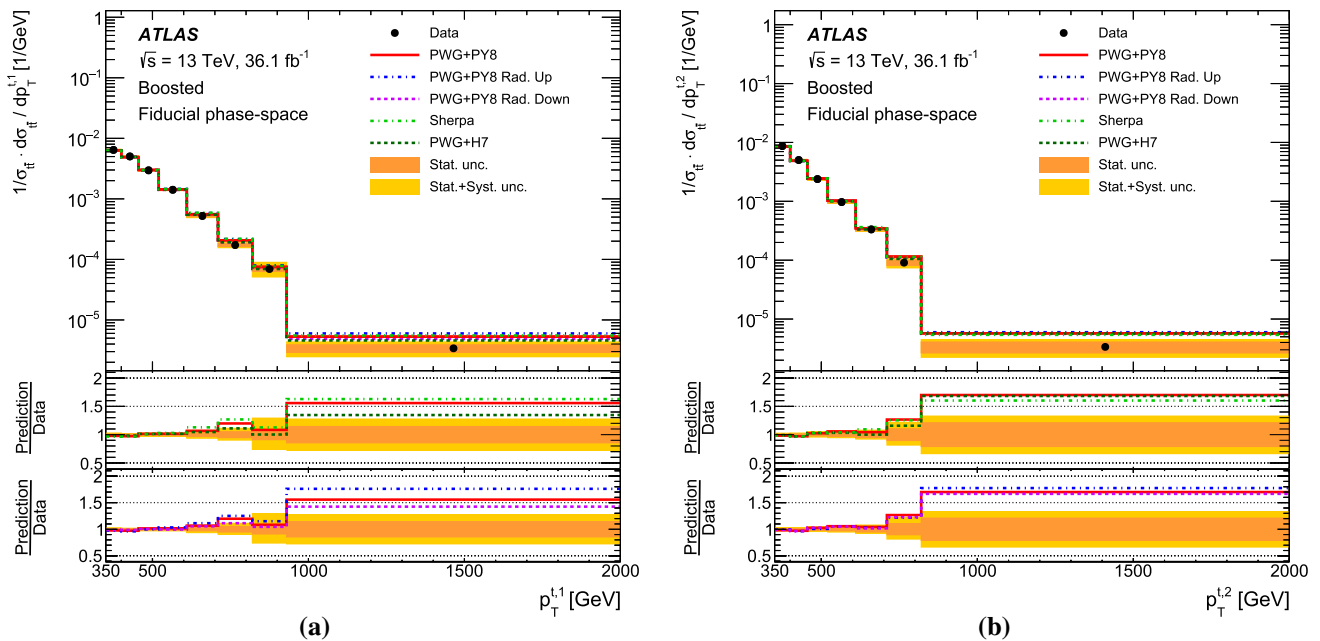 ATLAS
√s = 13 TeV, 36.1 fb⁻¹
Boosted
Fiducial phase-space
Data
PWG+PY8
PWG+PY8 Rad. Up
PWG+PY8 Rad. Down
Sherpa
PWG+H7
Stat. unc.
Stat.+Syst. unc.
1/σ_tt̄ · dσ_tt̄ / dp_T^{t,1} [1/GeV]
1
10⁻¹
10⁻²
10⁻³
10⁻⁴
10⁻⁵
Prediction
Data
2
1.5
1
0.5
Prediction
Data
2
1.5
1
0.5
350 500 1000 1500 2000
p_T^{t,1} [GeV]
(a)
ATLAS
√s = 13 TeV, 36.1 fb⁻¹
Boosted
Fiducial phase-space
Data
PWG+PY8
PWG+PY8 Rad. Up
PWG+PY8 Rad. Down
Sherpa
PWG+H7
Stat. unc.
Stat.+Syst. unc.
1/σ_tt̄ · dσ_tt̄ / dp_T^{t,2} [1/GeV]
1
10⁻¹
10⁻²
10⁻³
10⁻⁴
10⁻⁵
Prediction
Data
2
1.5
1
0.5
Prediction
Data
2
1.5
1
0.5
350 500 1000 1500 2000
p_T^{t,2} [GeV]
(b)